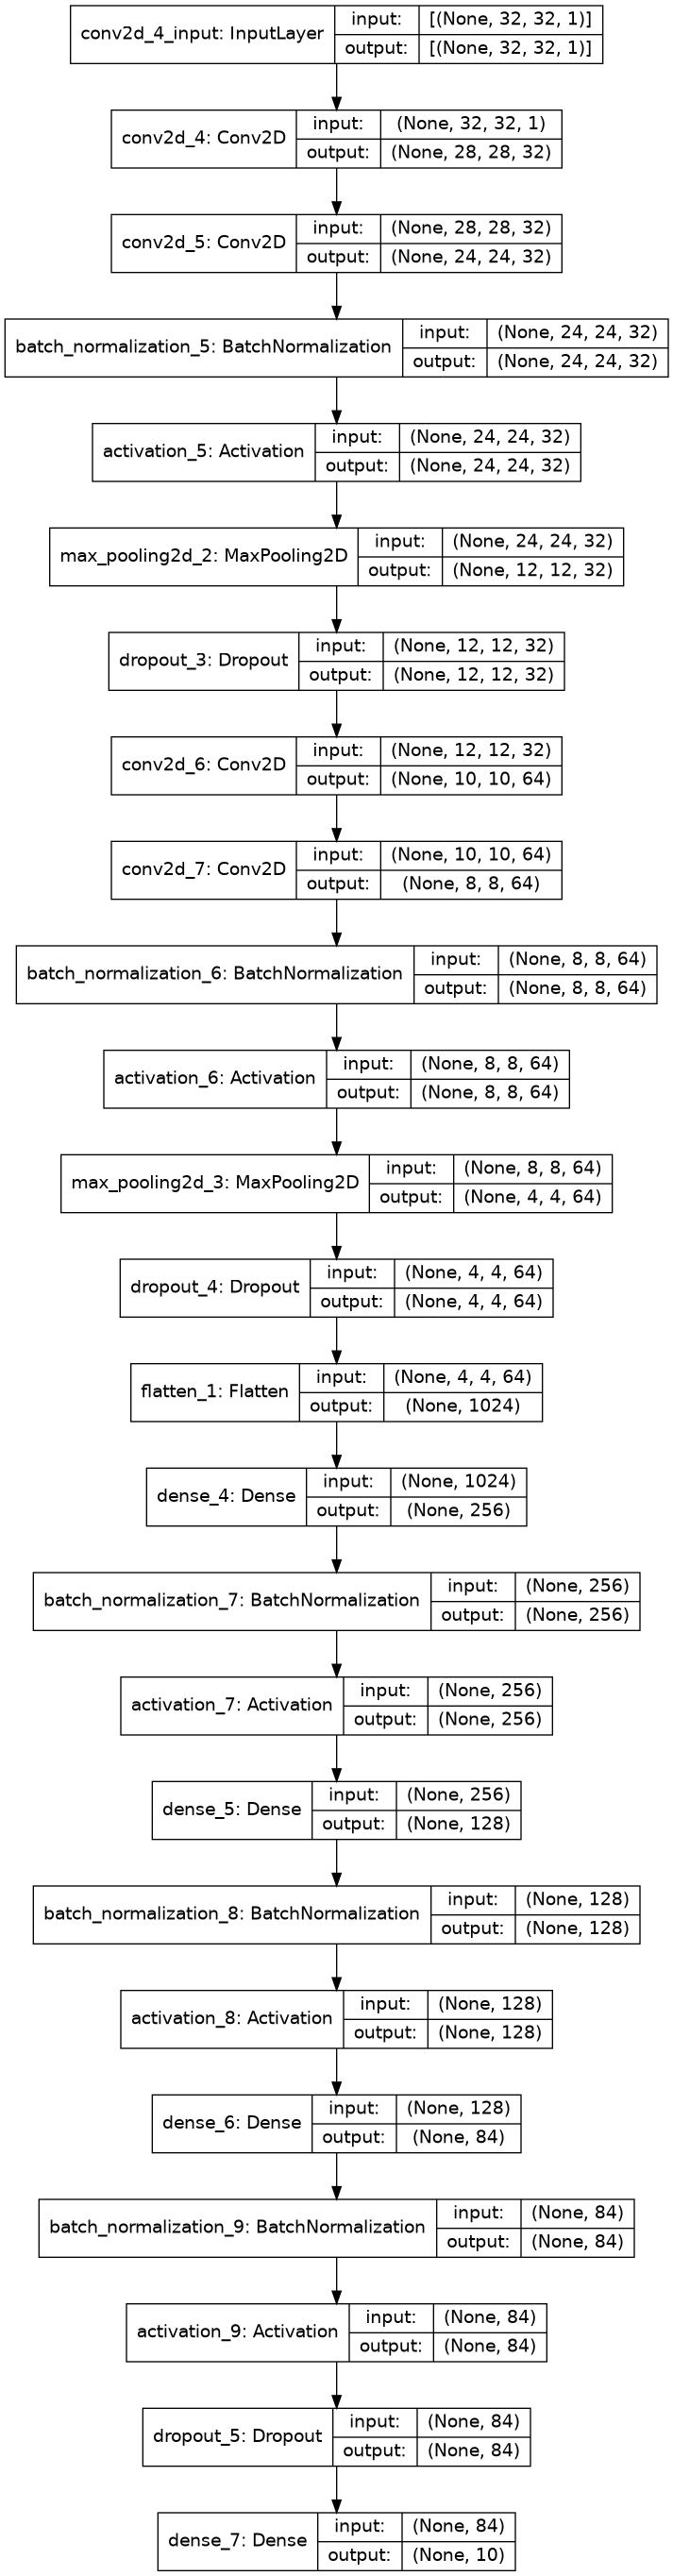 conv2d_4_input: InputLayer
input: [(None, 32, 32, 1)]
output: [(None, 32, 32, 1)]
conv2d_4: Conv2D
input: (None, 32, 32, 1)
output: (None, 28, 28, 32)
conv2d_5: Conv2D
input: (None, 28, 28, 32)
output: (None, 24, 24, 32)
batch_normalization_5: BatchNormalization
input: (None, 24, 24, 32)
output: (None, 24, 24, 32)
activation_5: Activation
input: (None, 24, 24, 32)
output: (None, 24, 24, 32)
max_pooling2d_2: MaxPooling2D
input: (None, 24, 24, 32)
output: (None, 12, 12, 32)
dropout_3: Dropout
input: (None, 12, 12, 32)
output: (None, 12, 12, 32)
conv2d_6: Conv2D
input: (None, 12, 12, 32)
output: (None, 10, 10, 64)
conv2d_7: Conv2D
input: (None, 10, 10, 64)
output: (None, 8, 8, 64)
batch_normalization_6: BatchNormalization
input: (None, 8, 8, 64)
output: (None, 8, 8, 64)
activation_6: Activation
input: (None, 8, 8, 64)
output: (None, 8, 8, 64)
max_pooling2d_3: MaxPooling2D
input: (None, 8, 8, 64)
output: (None, 4, 4, 64)
dropout_4: Dropout
input: (None, 4, 4, 64)
output: (None, 4, 4, 64)
flatten_1: Flatten
input: (None, 4, 4, 64)
output: (None, 1024)
dense_4: Dense
input: (None, 1024)
output: (None, 256)
batch_normalization_7: BatchNormalization
input: (None, 256)
output: (None, 256)
activation_7: Activation
input: (None, 256)
output: (None, 256)
dense_5: Dense
input: (None, 256)
output: (None, 128)
batch_normalization_8: BatchNormalization
input: (None, 128)
output: (None, 128)
activation_8: Activation
input: (None, 128)
output: (None, 128)
dense_6: Dense
input: (None, 128)
output: (None, 84)
batch_normalization_9: BatchNormalization
input: (None, 84)
output: (None, 84)
activation_9: Activation
input: (None, 84)
output: (None, 84)
dropout_5: Dropout
input: (None, 84)
output: (None, 84)
dense_7: Dense
input: (None, 84)
output: (None, 10)